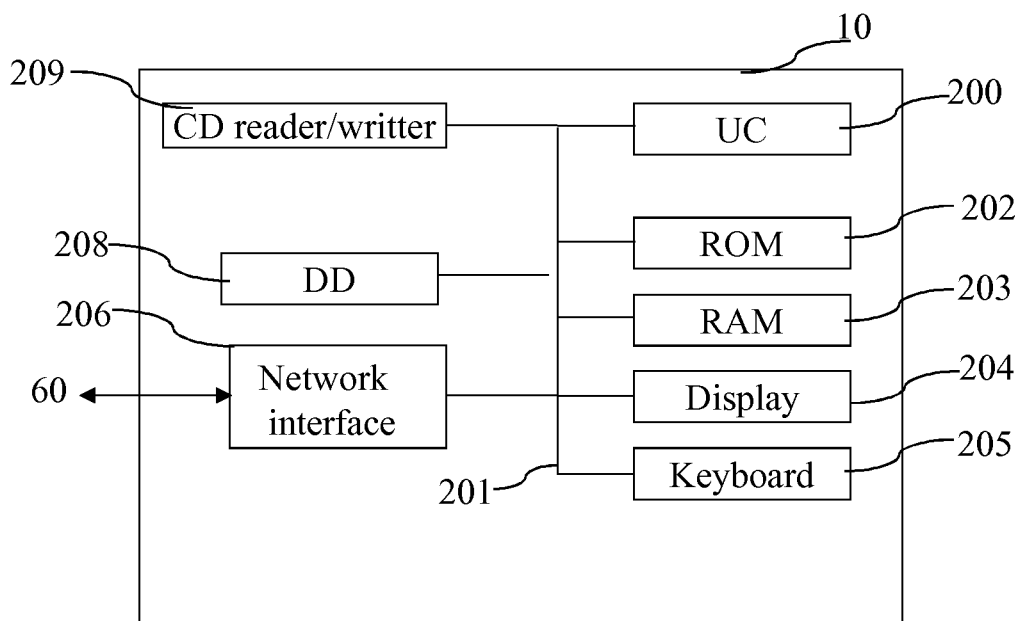 10
209
CD reader/writter
200
UC
202
ROM
208
DD
203
RAM
206
60
Network
interface
204
Display
205
Keyboard
201